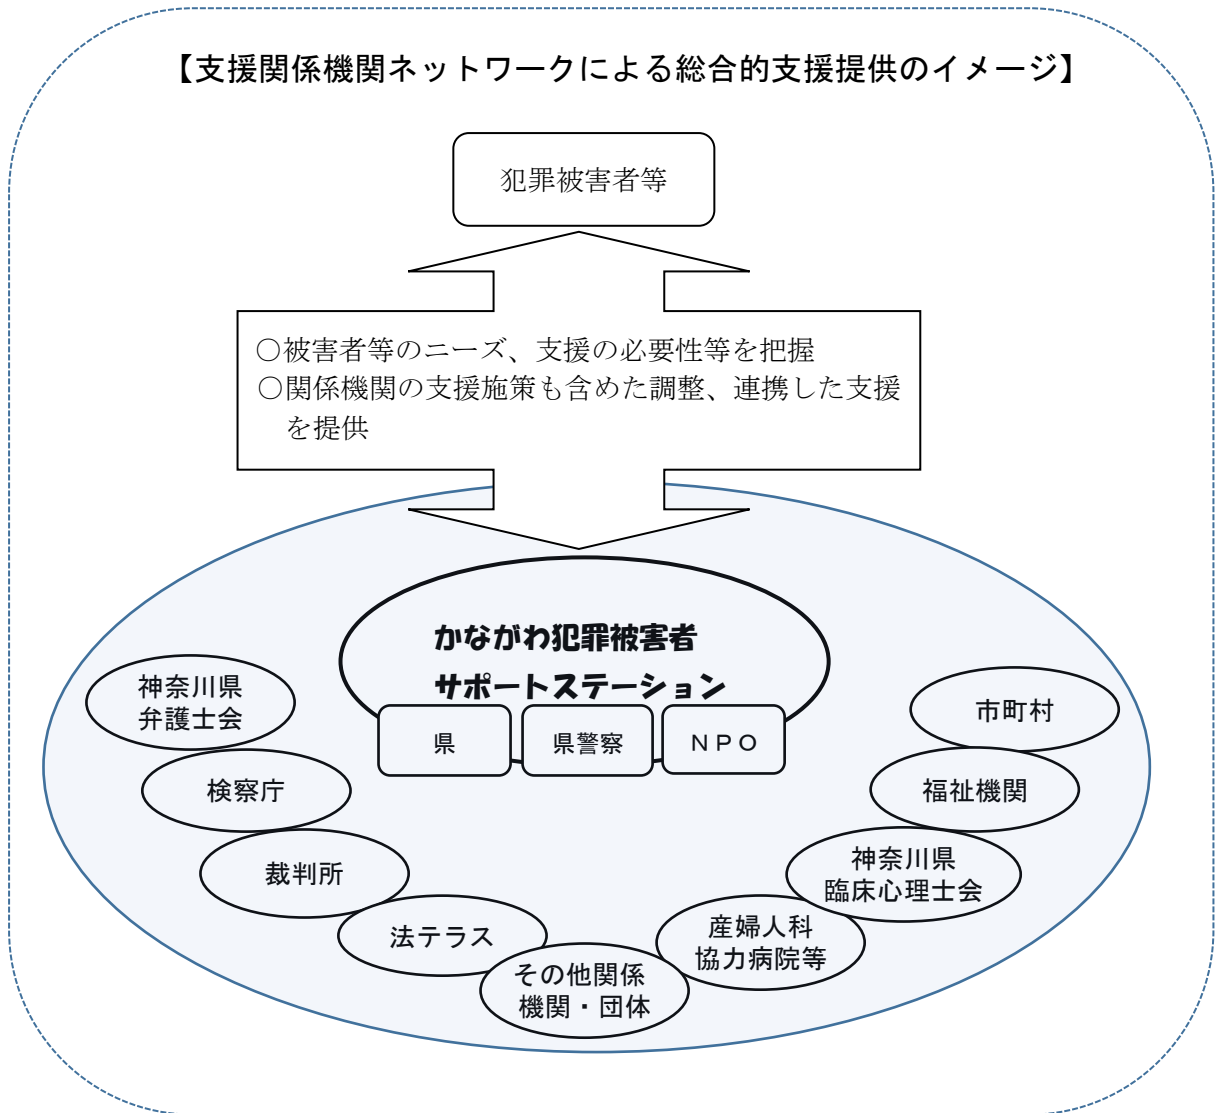 【支援関係機関ネットワークによる総合的支援提供のイメージ】
犯罪被害者等
○被害者等のニーズ、支援の必要性等を把握
○関係機関の支援施策も含めた調整、連携した支援
を提供
かながわ犯罪被害者
サポートステーション
県
県警察
ＮＰＯ
神奈川県
弁護士会
検察庁
裁判所
法テラス
その他関係
機関・団体
産婦人科
協力病院等
神奈川県
臨床心理士会
福祉機関
市町村